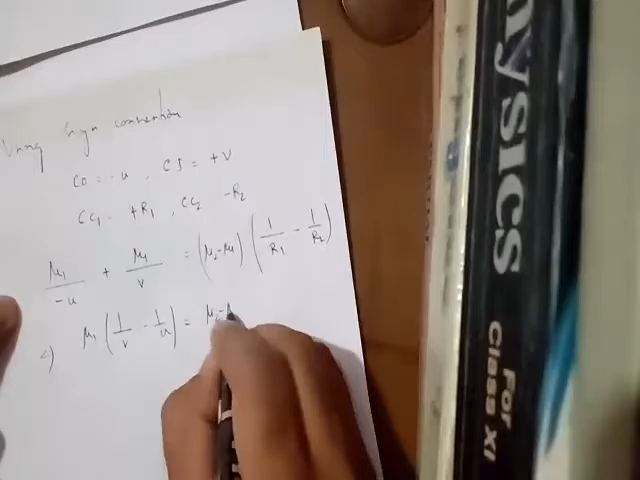 Using sign convention
CO = -u , CI = +V
CC₁ = +R₁ , CC₂ -R₂
μ₁/-u + μ₁/v = (μ₂-μ₁) (1/R₁ - 1/R₂)
μ₁ (1/v - 1/u) = μ₂-μ
PHYSICS
For
Class XI